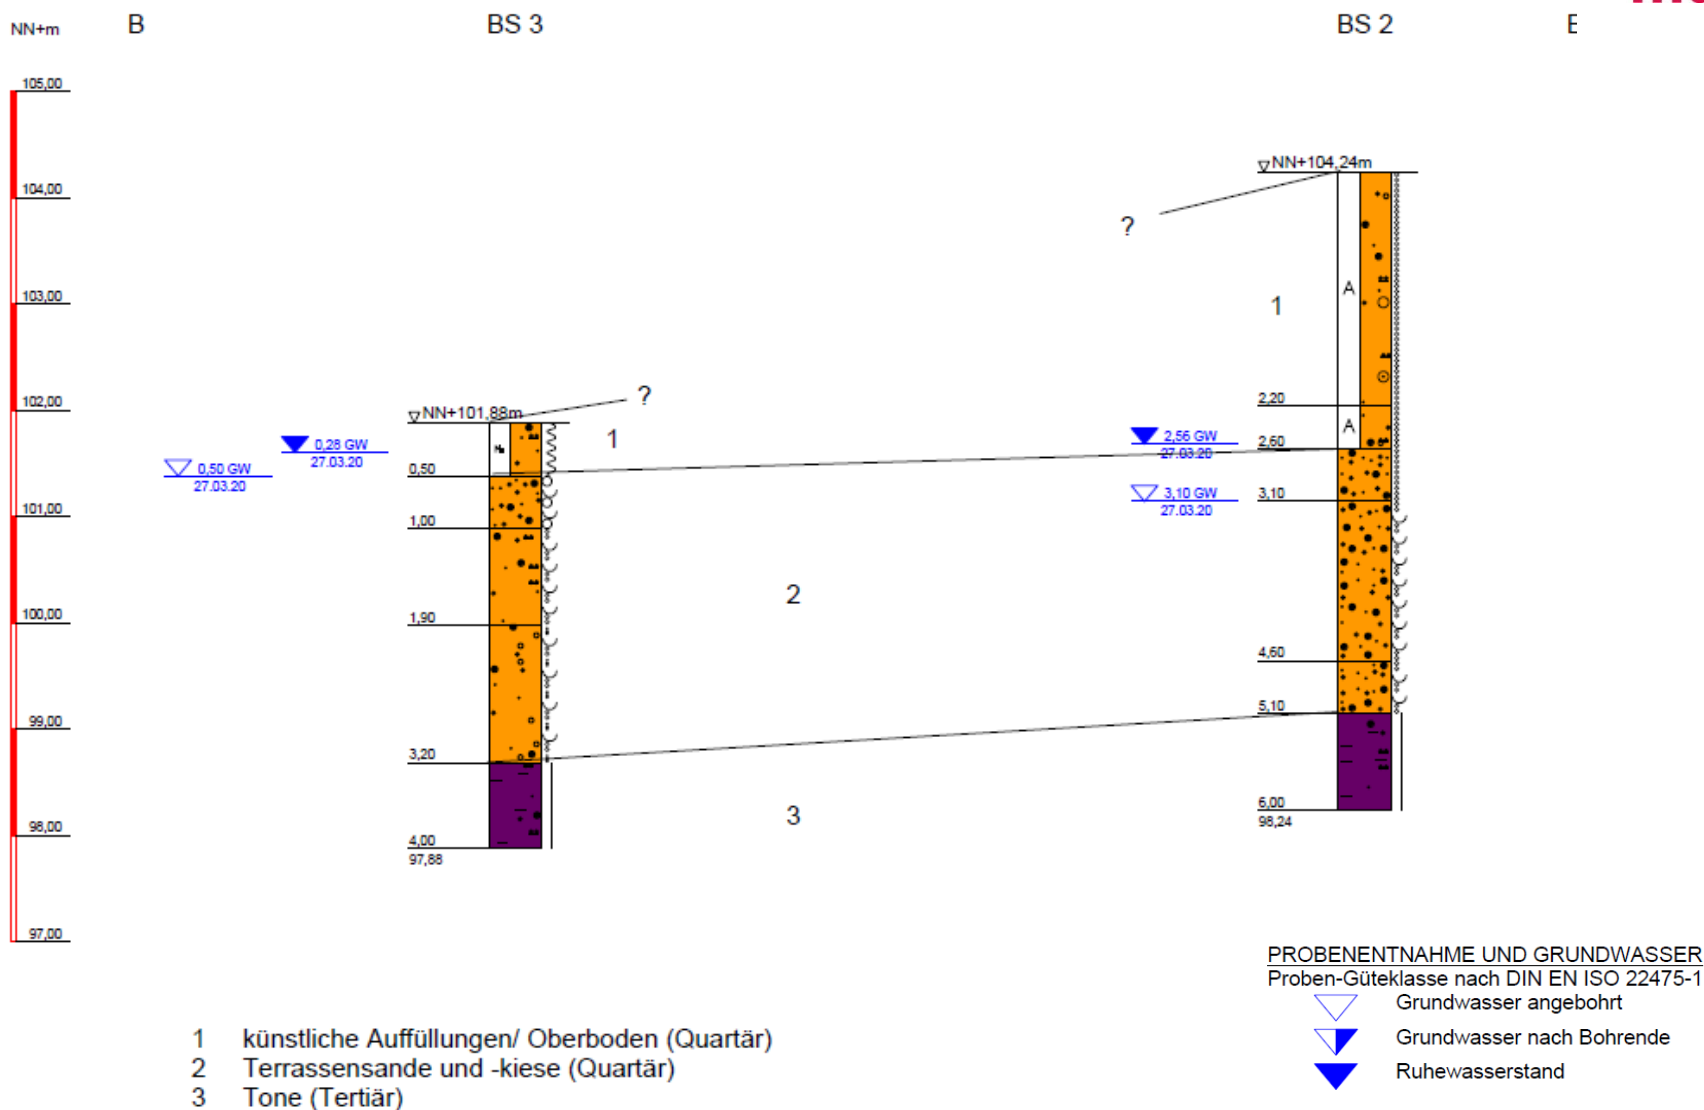 NN+m
B
BS 3
BS 2
105,00
104,00
103,00
102,00
101,00
100,00
99,00
98,00
97,00
NN+101,88m
?
1
0,28 GW
27.03.20
0,50 GW
27.03.20
0,50
1,00
1,90
3,20
4,00
97,88
2
3
NN+104,24m
?
1
A
2,20
A
2,60
2,56 GW
27.03.20
3,10 GW
27.03.20
3,10
4,60
5,10
6,00
98,24
PROBENENTNAHME UND GRUNDWASSER
Proben-Güteklasse nach DIN EN ISO 22475-1
Grundwasser angebohrt
Grundwasser nach Bohrende
Ruhewasserstand
1 künstliche Auffüllungen/ Oberboden (Quartär)
2 Terrassensande und -kiese (Quartär)
3 Tone (Tertiär)